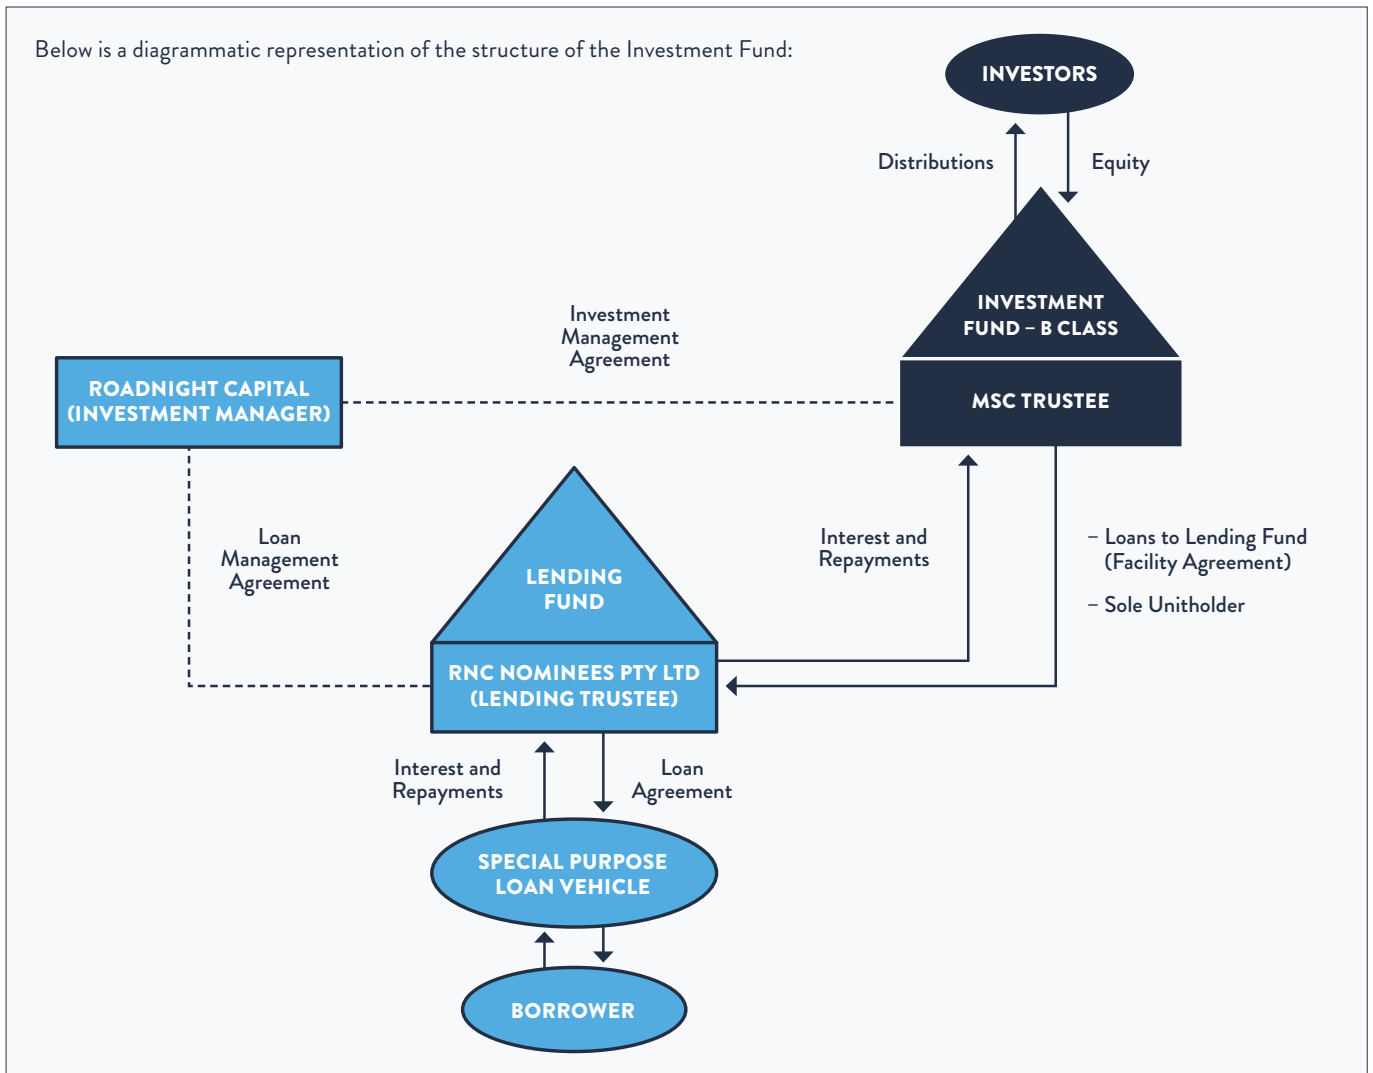 Below is a diagrammatic representation of the structure of the Investment Fund:
INVESTORS
Distributions
Equity
INVESTMENT
FUND – B CLASS
MSC TRUSTEE
Investment
Management
Agreement
ROADNIGHT CAPITAL
(INVESTMENT MANAGER)
Loan
Management
Agreement
LENDING
FUND
RNC NOMINEES PTY LTD
(LENDING TRUSTEE)
Interest and
Repayments
– Loans to Lending Fund
(Facility Agreement)
– Sole Unitholder
Interest and
Repayments
Loan
Agreement
SPECIAL PURPOSE
LOAN VEHICLE
BORROWER